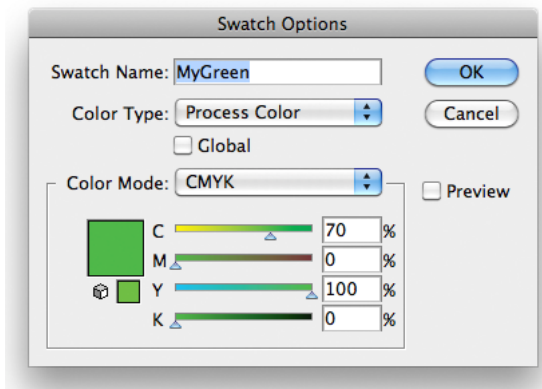 Swatch Options
Swatch Name: MyGreen
OK
Color Type: Process Color
Cancel
Global
Color Mode: CMYK
Preview
C 70 %
M 0 %
Y 100 %
K 0 %